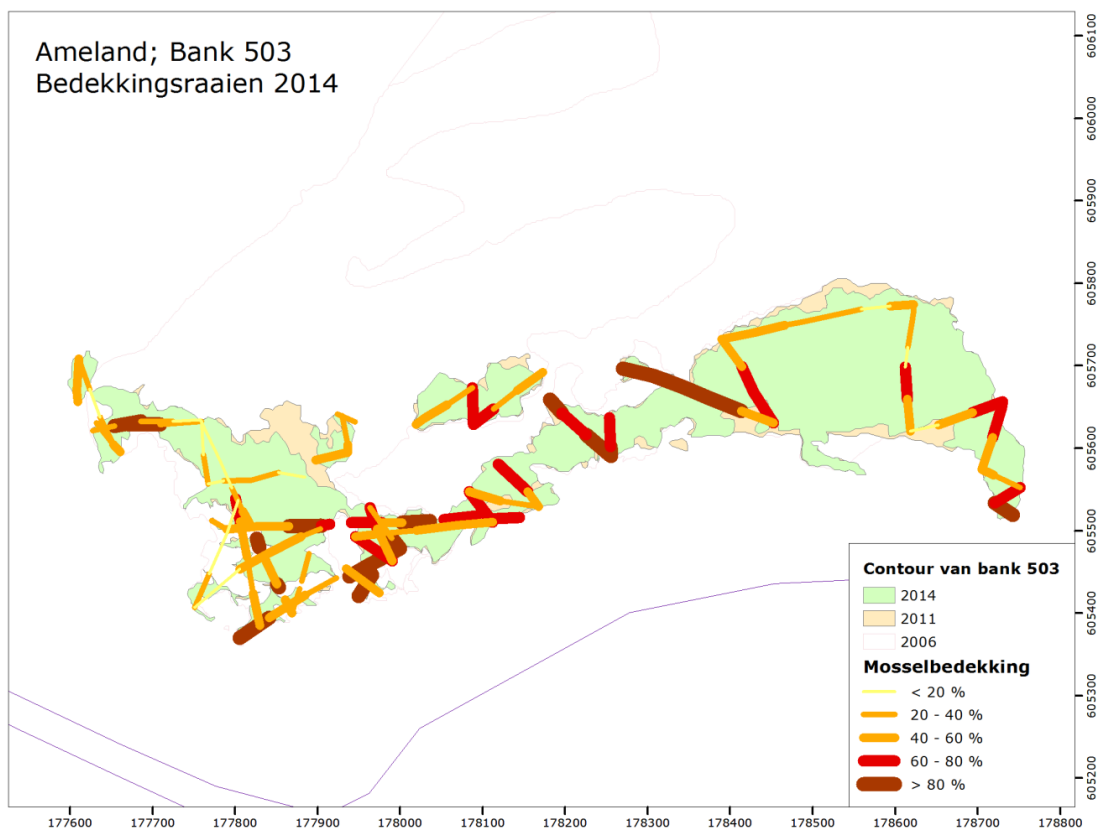 Ameland; Bank 503
Bedekkingsraaien 2014
606100
606000
605900
605800
605700
605600
605500
605400
605300
605200
Contour van bank 503
2014
2011
2006
Mosselbedekking
< 20 %
20 - 40 %
40 - 60 %
60 - 80 %
> 80 %
177600 177700 177800 177900 178000 178100 178200 178300 178400 178500 178600 178700 178800